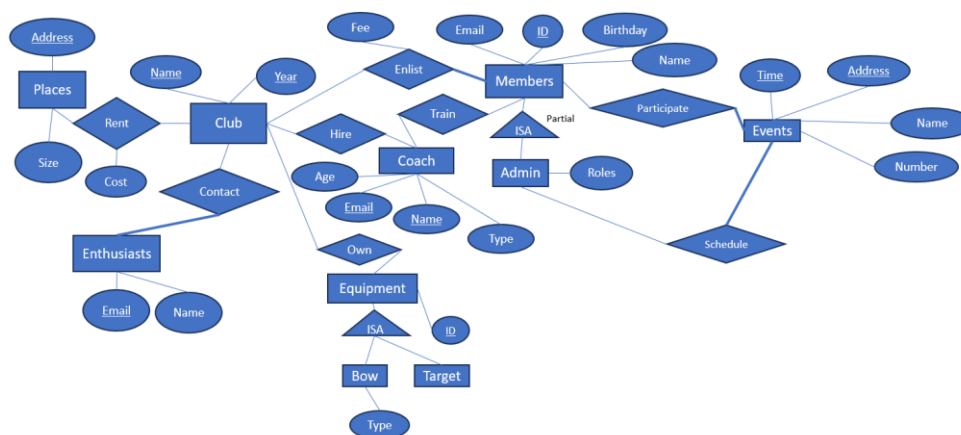 Address
Places
Size
Rent
Cost
Name
Year
Club
Contact
Enthusiasts
Email
Name
Fee
Enlist
Hire
Train
Email
ID
Birthday
Name
Members
ISA
Partial
Admin
Roles
Coach
Age
Email
Name
Type
Own
Equipment
ID
ISA
Bow
Target
Type
Participate
Time
Address
Events
Name
Number
Schedule